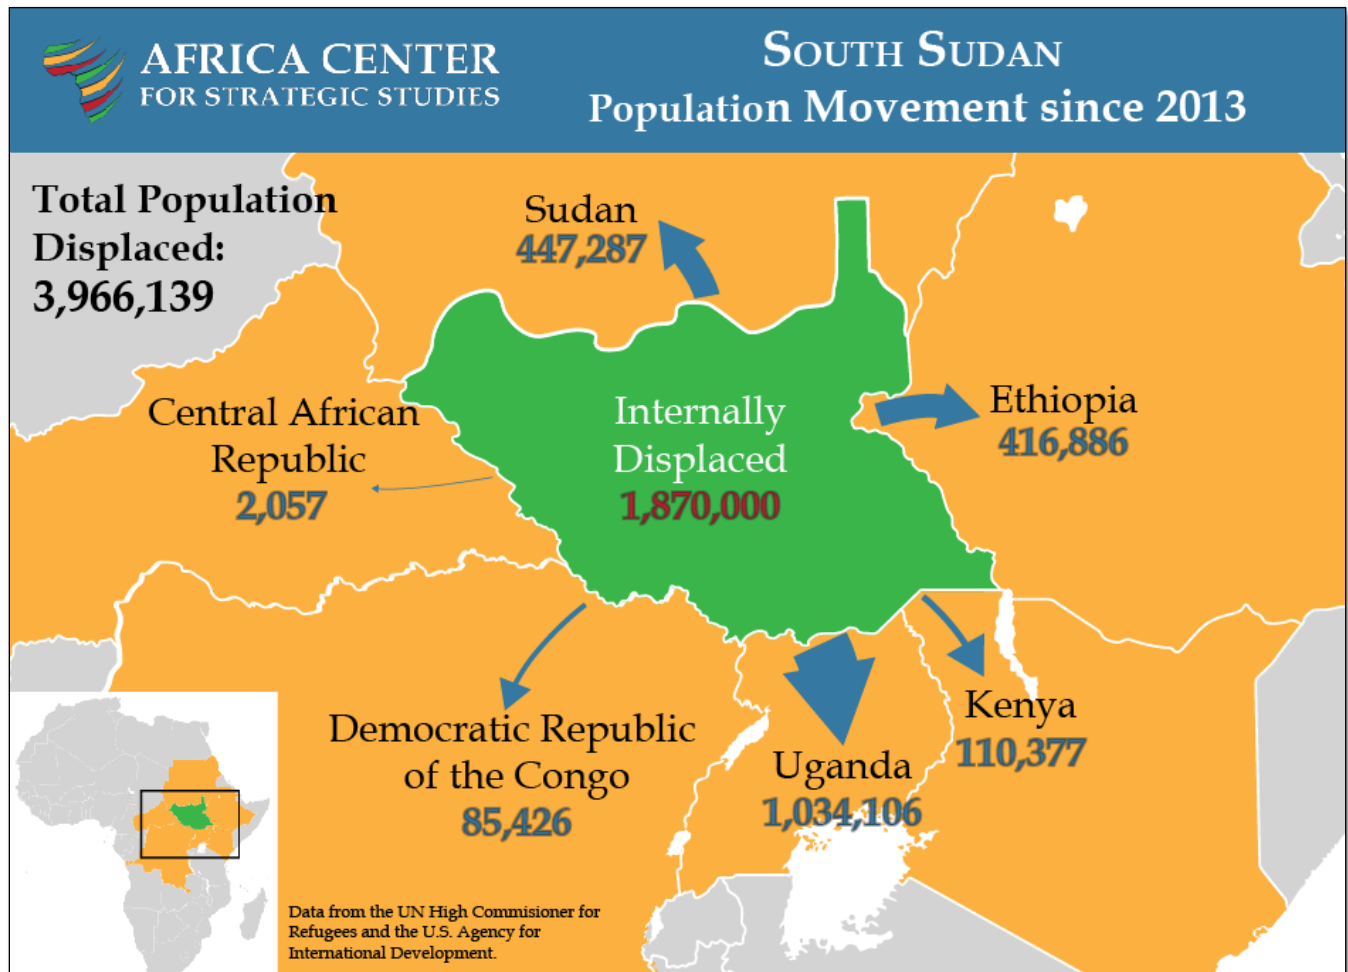 AFRICA CENTER
FOR STRATEGIC STUDIES
SOUTH SUDAN
Population Movement since 2013
Total Population
Displaced:
3,966,139
Sudan
447,287
Ethiopia
416,886
Central African
Republic
2,057
Internally
Displaced
1,870,000
Democratic Republic
of the Congo
85,426
Uganda
1,034,106
Kenya
110,377
Data from the UN High Commisioner for
Refugees and the U.S. Agency for
International Development.